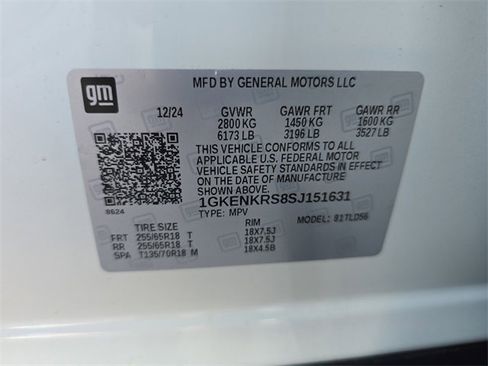 gm
MFD BY GENERAL MOTORS LLC
12/24 GVWR GAWR FRT GAWR RR
2800 KG 1450 KG 1600 KG
6173 LB 3196 LB 3527 LB
THIS VEHICLE CONFORMS TO ALL
APPLICABLE U.S. FEDERAL MOTOR
VEHICLE SAFETY STANDARDS IN EFFECT
ON THE DATE OF MANUFACTURE
SHOWN ABOVE.
1GKENKRS8SJ151631
8624 TYPE: MPV MODEL: 81TLD56
TIRE SIZE RIM
FRT 255/65R18 T 18X7.5J
RR 255/65R18 T 18X7.5J
SPA T135/70R18 M 18X4.5B